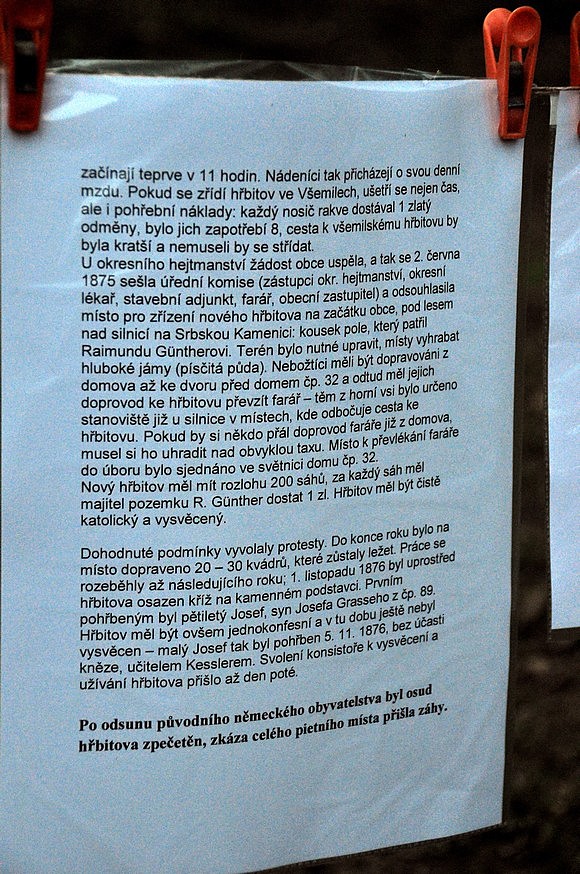 začínají teprve v 11 hodin. Nádeníci tak přicházejí o svou denní
mzdu. Pokud se zřídí hřbitov ve Všemilech, ušetří se nejen čas,
ale i pohřební náklady: každý nosič rakve dostával 1 zlatý
odměny, bylo jich zapotřebí 8, cesta k všemilskému hřbitovu by
byla kratší a nemuseli by se střídat.
U okresního hejtmanství žádost obce uspěla, a tak se 2. června
1875 sešla úřední komise (zástupci okr. hejtmanství, okresní
lékař, stavební adjunkt, farář, obecní zastupitel) a odsouhlasila
místo pro zřízení nového hřbitova na začátku obce, pod lesem
nad silnicí na Srbskou Kamenici: kousek pole, který patřil
Raimundu Güntherovi. Terén bylo nutné upravit, místy vyhrabat
hluboké jámy (písčitá půda). Nebožtíci měli být dopravováni z
domova až ke dvoru před domem čp. 32 a odtud měl jejich
doprovod ke hřbitovu převzít farář – těm z horní vsi bylo určeno
stanoviště již u silnice v místech, kde odbočuje cesta ke
hřbitovu. Pokud by si někdo přál doprovod faráře již z domova,
musel si ho uhradit nad obvyklou taxu. Místo k převlékání faráře
do úboru bylo sjednáno ve světnici domu čp. 32.
Nový hřbitov měl mít rozlohu 200 sáhů, za každý sáh měl
majitel pozemku R. Günther dostat 1 zl. Hřbitov měl být čistě
katolický a vysvěcený.
Dohodnuté podmínky vyvolaly protesty. Do konce roku bylo na
místo dopraveno 20 – 30 kvádrů, které zůstaly ležet. Práce se
rozeběhly až následujícího roku; 1. listopadu 1876 byl uprostřed
hřbitova osazen kříž na kamenném podstavci. Prvním
pohřbeným byl pětiletý Josef, syn Josefa Grasseho z čp. 89.
Hřbitov měl být ovšem jednokonfesní a v tu dobu ještě nebyl
vysvěcen – malý Josef tak byl pohřben 5. 11. 1876, bez účasti
kněze, učitelem Kesslerem. Svolení konsistoře k vysvěcení a
užívání hřbitova přišlo až den poté.
Po odsunu původního německého obyvatelstva byl osud
hřbitova zpečetěn, zkáza celého pietního místa přišla záhy.